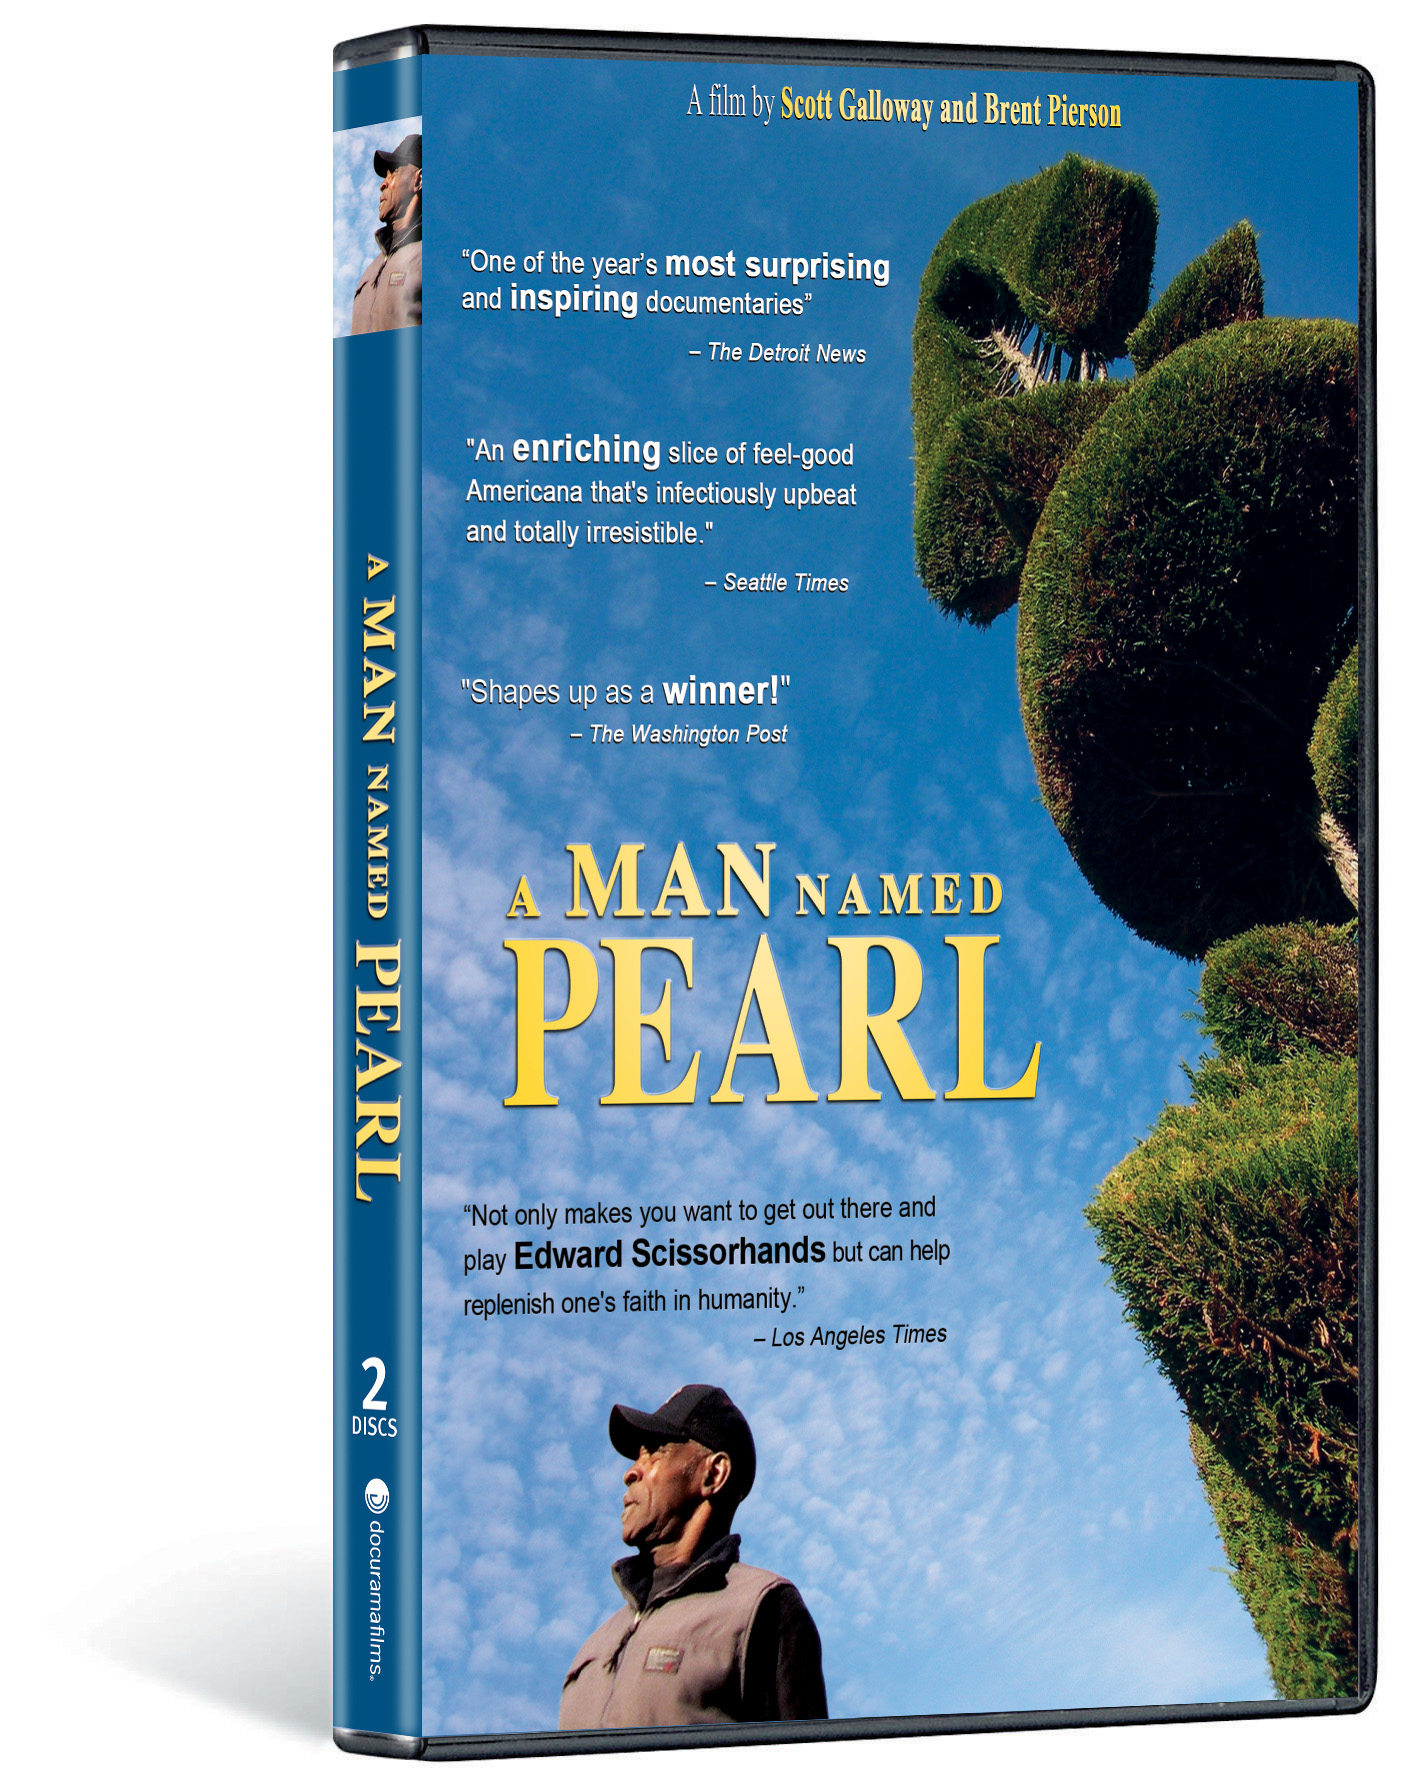 A film by Scott Galloway and Brent Pierson
“One of the year’s most surprising
and inspiring documentaries”
– The Detroit News
"An enriching slice of feel-good
Americana that's infectiously upbeat
and totally irresistible."
– Seattle Times
"Shapes up as a winner!"
– The Washington Post
A MAN NAMED
PEARL
“Not only makes you want to get out there and
play Edward Scissorhands but can help
replenish one's faith in humanity.”
– Los Angeles Times
A MAN NAMED PEARL
2
DISCS
docuramafilms